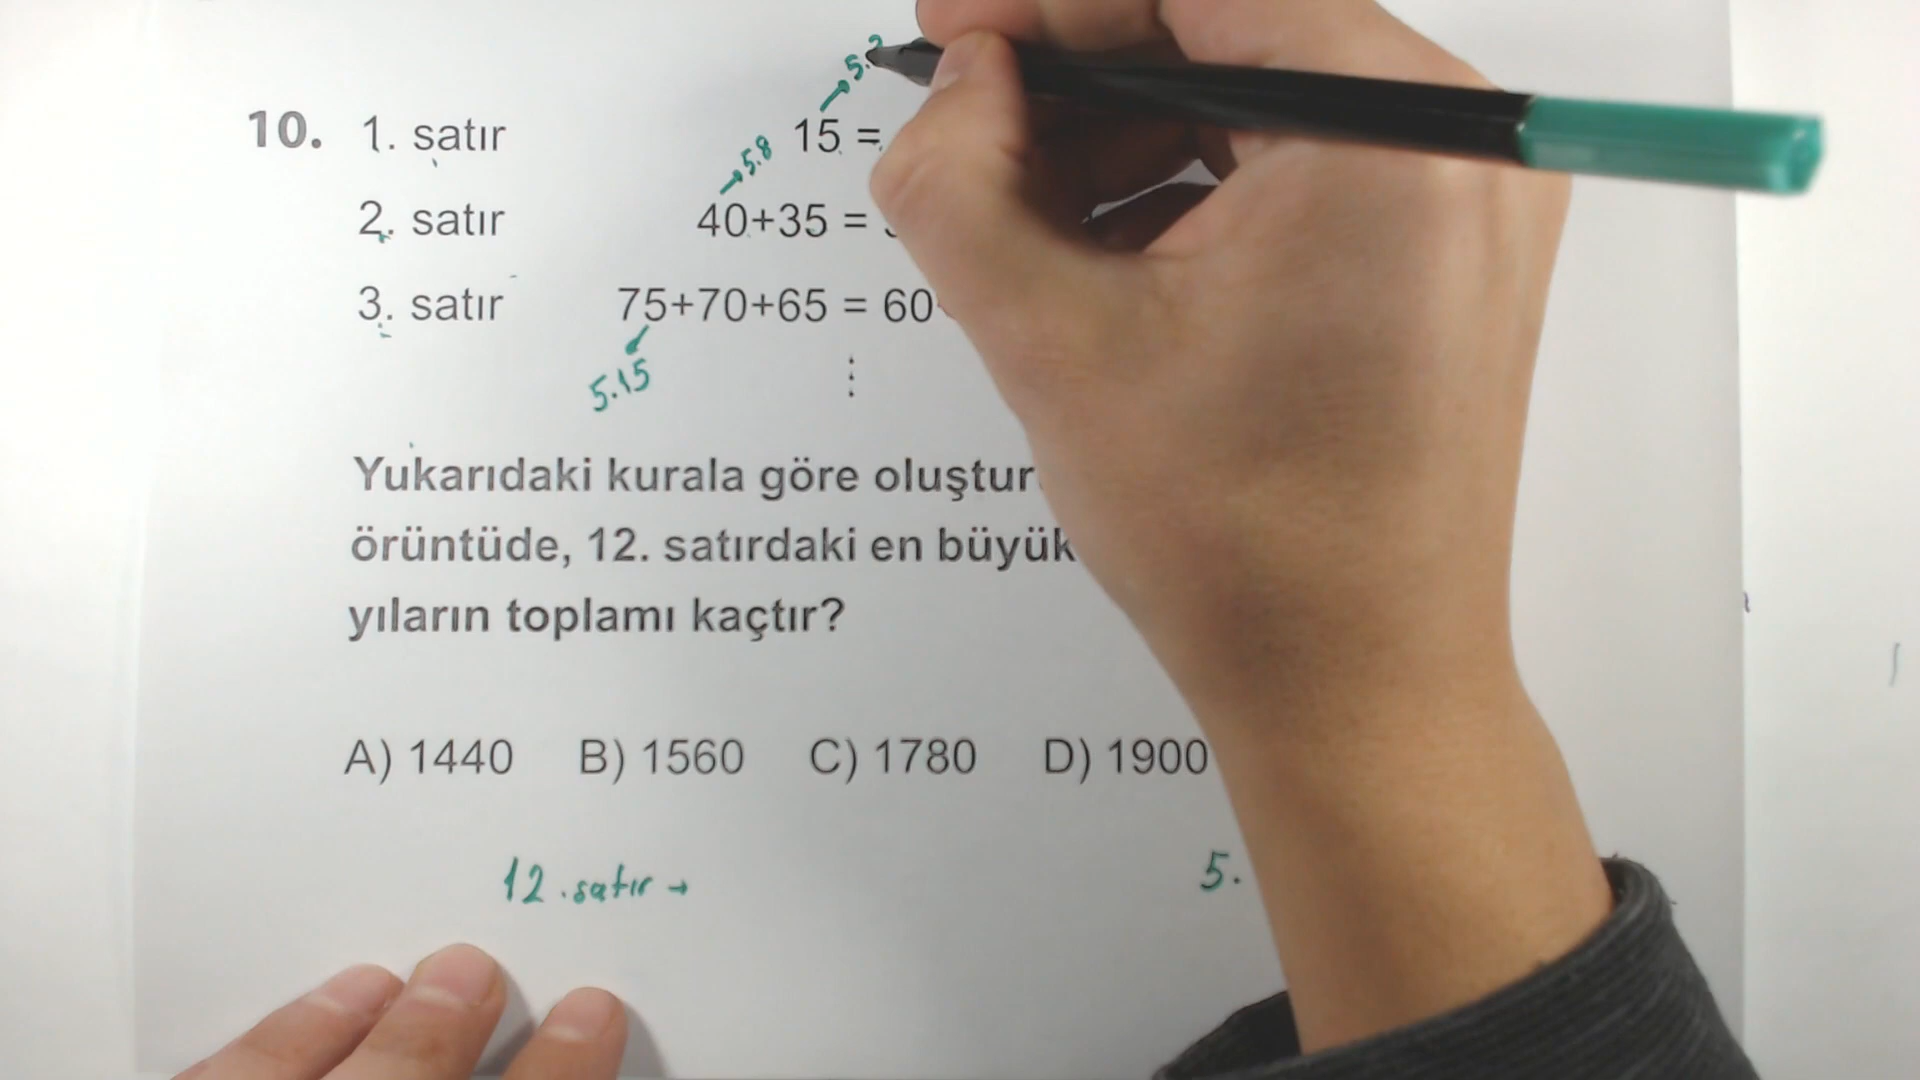 10. 1. satır 15 =
→5.3
2. satır 40+35 =
→5.8
3. satır 75+70+65 = 60
5.15
Yukarıdaki kurala göre oluştur
örüntüde, 12. satırdaki en büyük
yıların toplamı kaçtır?
A) 1440 B) 1560 C) 1780 D) 1900
12.satır → 5.